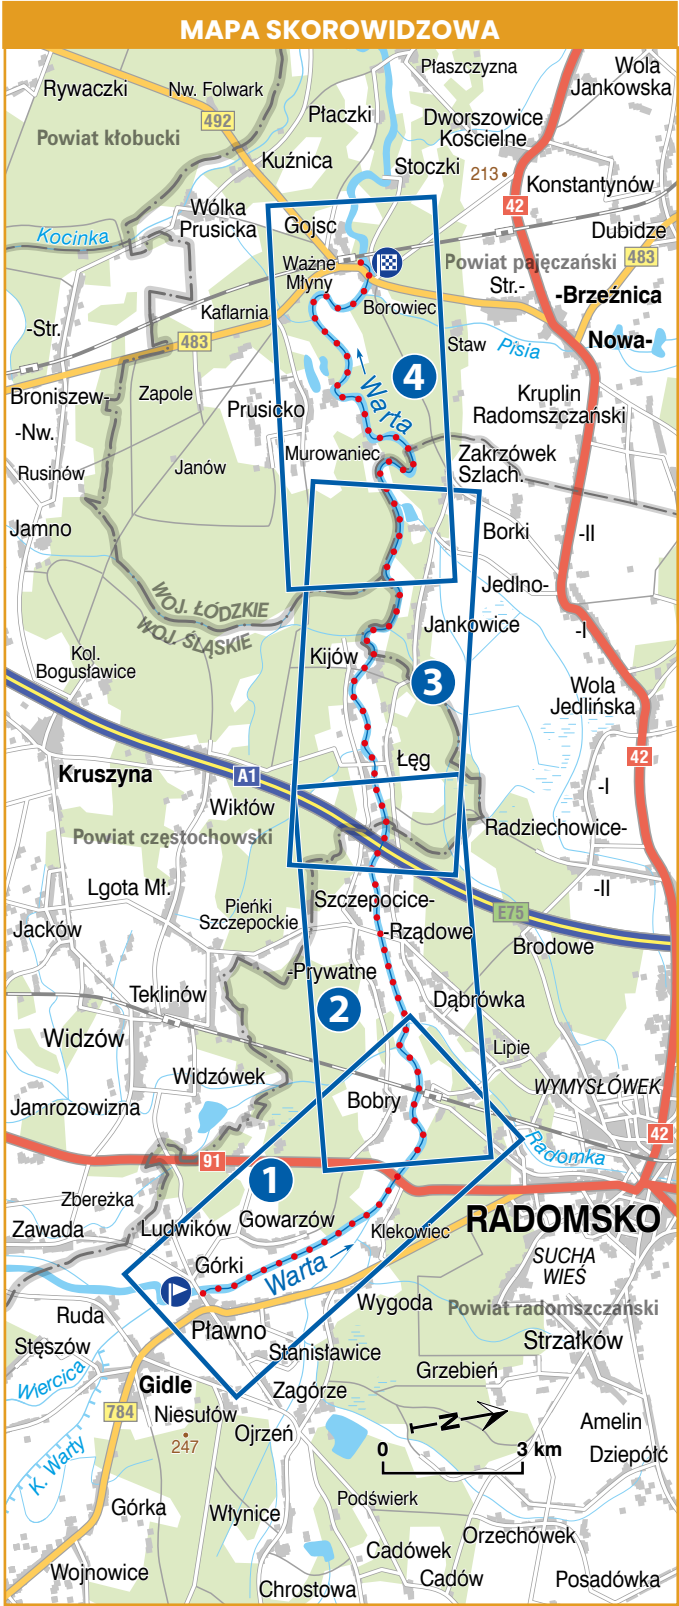 MAPA SKOROWIDZOWA
Płaszczyzna
Wola
Jankowska
Rywaczki
Nw. Folwark
492
Płaczki
Dworszowice
Kościelne
Powiat kłobucki
Kuźnica
Stoczki
213
Konstantynów
42
Wólka
Prusicka
Gojsc
Kocinka
Dubidze
Ważne
Młyny
Powiat pajęczański
483
Str.-
-Brzeźnica
Kaflarnia
Borowiec
-Str.
483
Staw
Pisia
Nowa-
4
Warta
Broniszew-
Zapole
Prusicko
Kruplin
Radomszczański
-Nw.
Murowaniec
Zakrzówek
Szlach.
Rusinów
Janów
Jamno
Borki
-II
WOJ. ŁÓDZKIE
WOJ. ŚLĄSKIE
Jedlno-
Jankowice
-I
Kol.
Bogusławice
Kijów
3
Wola
Jedlińska
Łęg
42
Kruszyna
A1
-I
Wikłów
Powiat częstochowski
Radziechowice-
Lgota Mł.
-II
Pieńki
Szczepockie
Szczepocice-
E75
Jacków
-Rządowe
Brodowe
-Prywatne
Teklinów
2
Dąbrówka
Widzów
Lipie
Widzówek
WYMYSŁÓWEK
Jamrozowizna
Bobry
42
Radomka
91
1
Zbereżka
Zawada
Ludwików
Gowarzów
Klekowiec
RADOMSKO
Górki
Warta
SUCHA
WIEŚ
Ruda
Wygoda
Powiat radomszczański
Pławno
Stęszów
Stanisławice
Strzałków
Wiercica
Gidle
Zagórze
Grzebień
784
Niesułów
Amelin
247
Ojrzeń
N
0
3 km
Dziepółć
K. Warty
Podświerk
Górka
Włynice
Orzechówek
Cadówek
Wojnowice
Cadów
Posadówka
Chrostowa